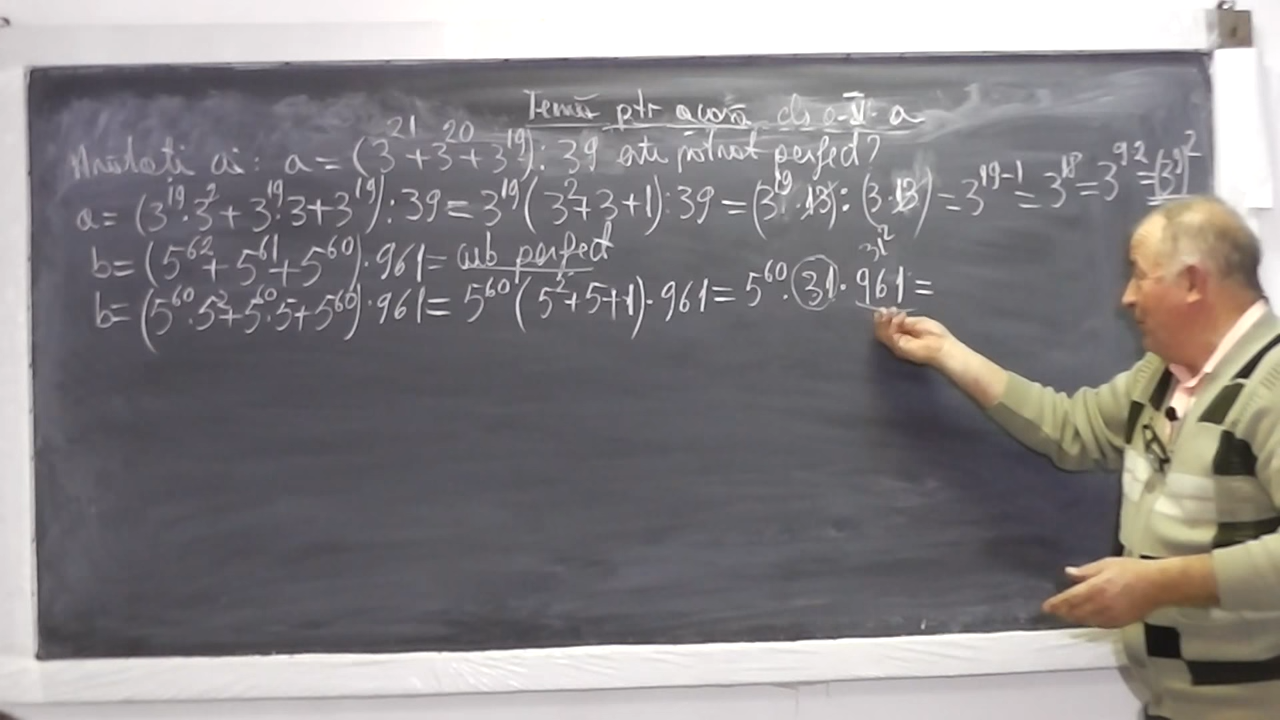 Temă ptr acasă cls a-V-a
Arătați că: a = (3²¹ + 3²⁰ + 3¹⁹) : 39 este pătrat perfect?
a = (3¹⁹·3² + 3¹⁹·3 + 3¹⁹) : 39 = 3¹⁹(3² + 3 + 1) : 39 = (3¹⁹·13) : (3·13) = 3¹⁹⁻¹ = 3¹⁸ = 3⁹·² = (3⁹)²
b = (5⁶² + 5⁶¹ + 5⁶⁰)·961 = cub perfect
31²
b = (5⁶⁰·5² + 5⁶⁰·5 + 5⁶⁰)·961 = 5⁶⁰(5² + 5 + 1)·961 = 5⁶⁰·31·961 =